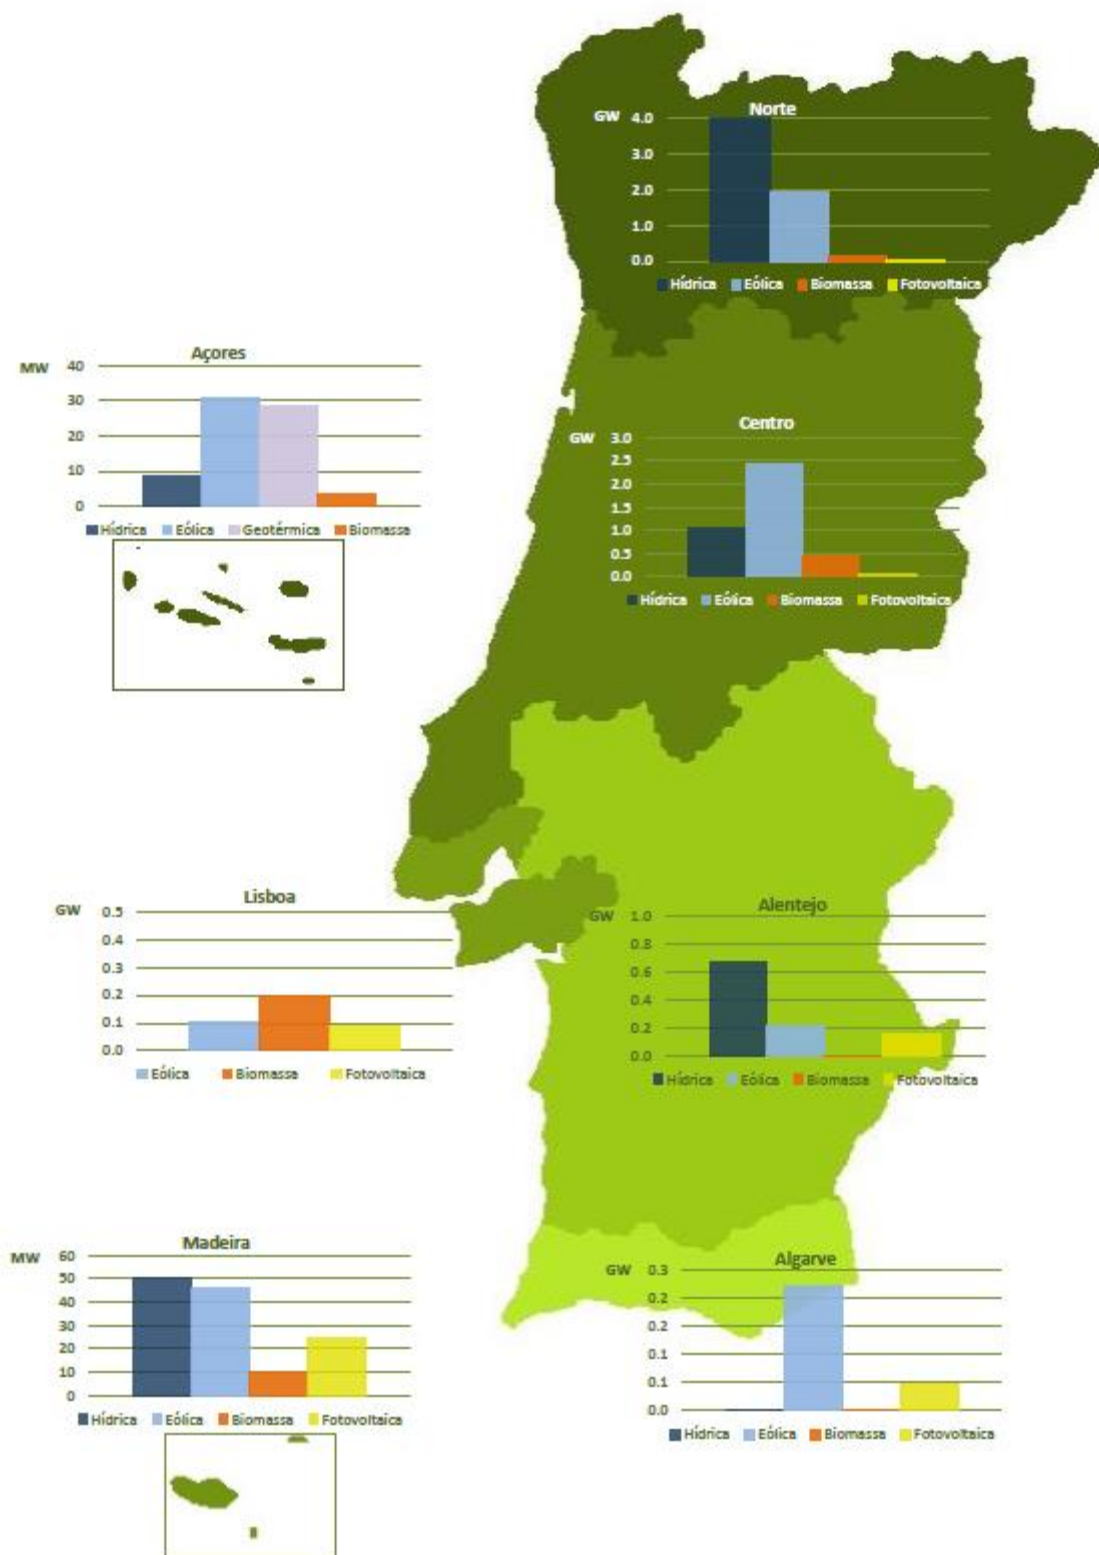 Norte
GW 4.0
3.0
2.0
1.0
0.0
Hídrica Eólica Biomassa Fotovoltaica
Açores
MW 40
30
20
10
0
Hídrica Eólica Geotérmica Biomassa
Centro
GW 3.0
2.5
2.0
1.5
1.0
0.5
0.0
Hídrica Eólica Biomassa Fotovoltaica
Lisboa
GW 0.5
0.4
0.3
0.2
0.1
0.0
Eólica Biomassa Fotovoltaica
Alentejo
GW 1.0
0.8
0.6
0.4
0.2
0.0
Hídrica Eólica Biomassa Fotovoltaica
Madeira
MW 60
50
40
30
20
10
0
Hídrica Eólica Biomassa Fotovoltaica
Algarve
GW 0.3
0.2
0.2
0.1
0.1
0.0
Hídrica Eólica Biomassa Fotovoltaica